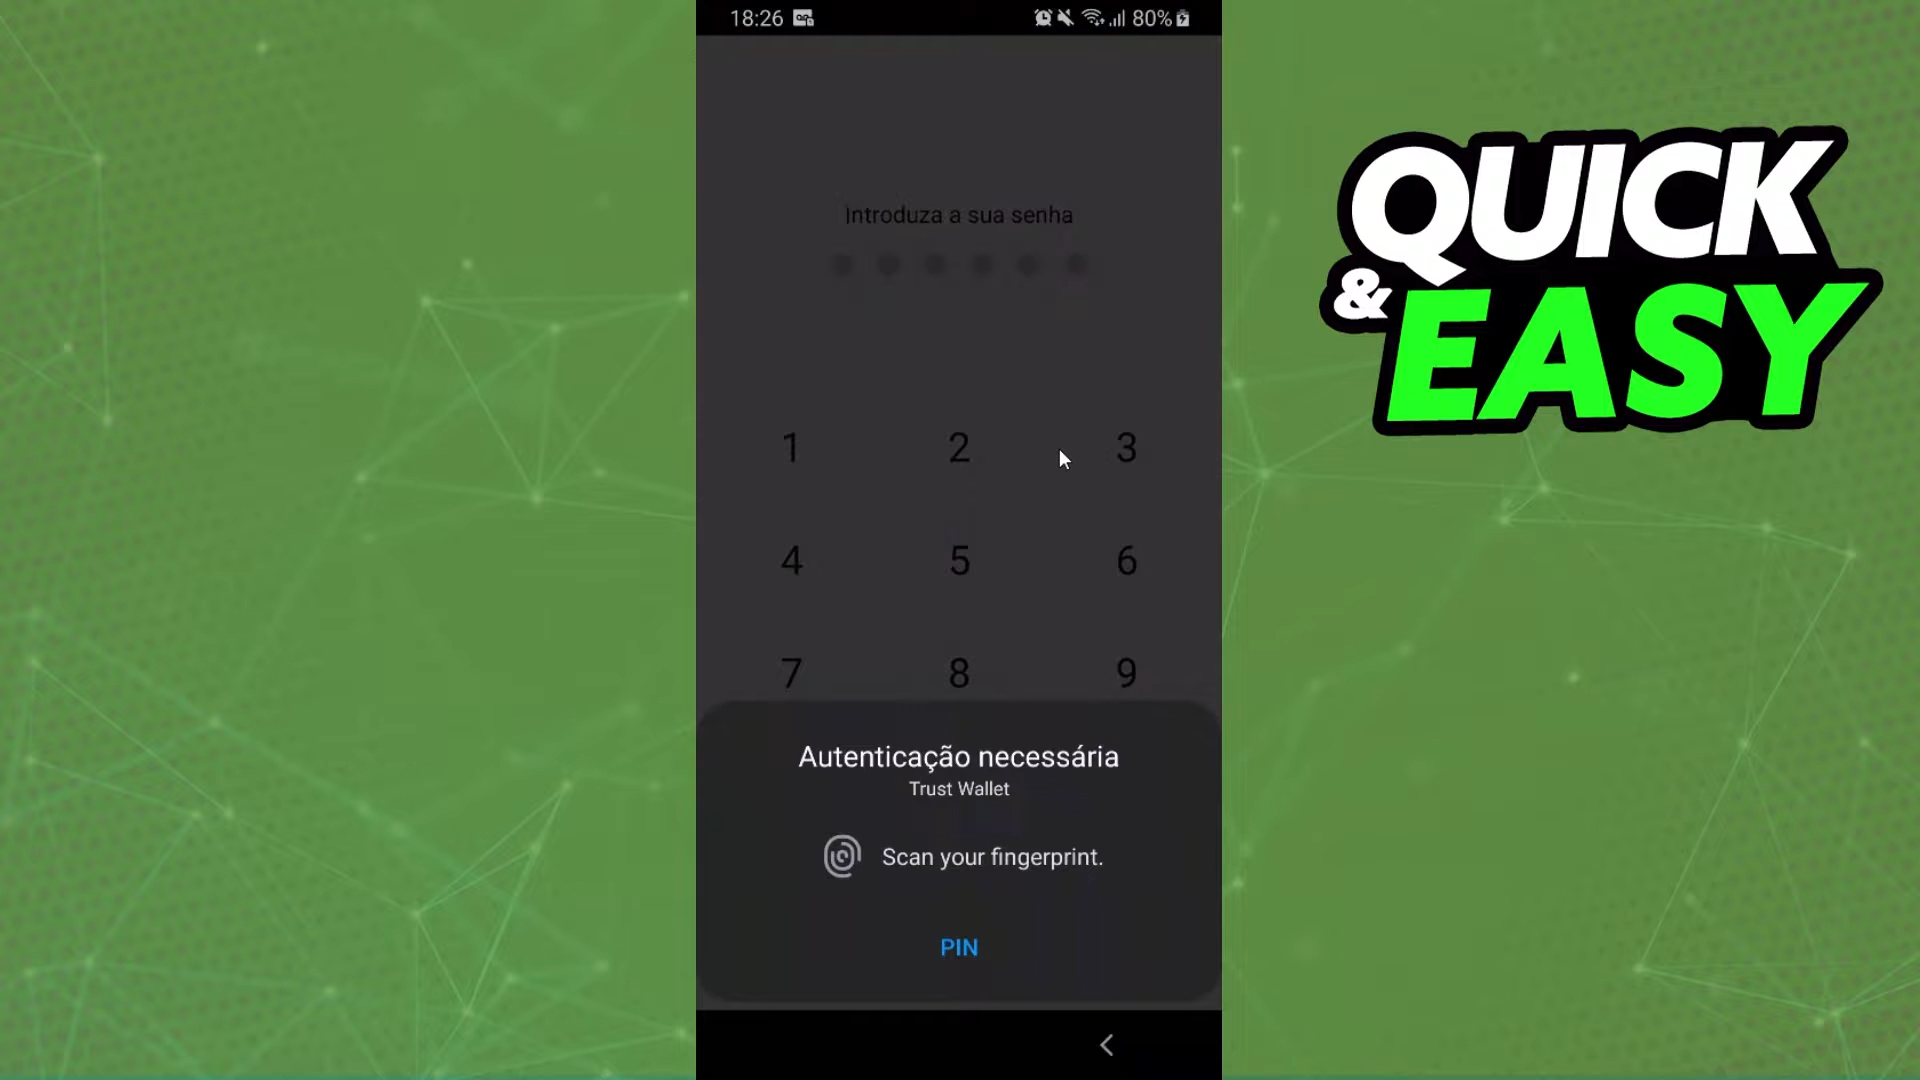 18:26
80%
QUICK
& EASY
Introduza a sua senha
1 2 3
4 5 6
7 8 9
Autenticação necessária
Trust Wallet
Scan your fingerprint.
PIN